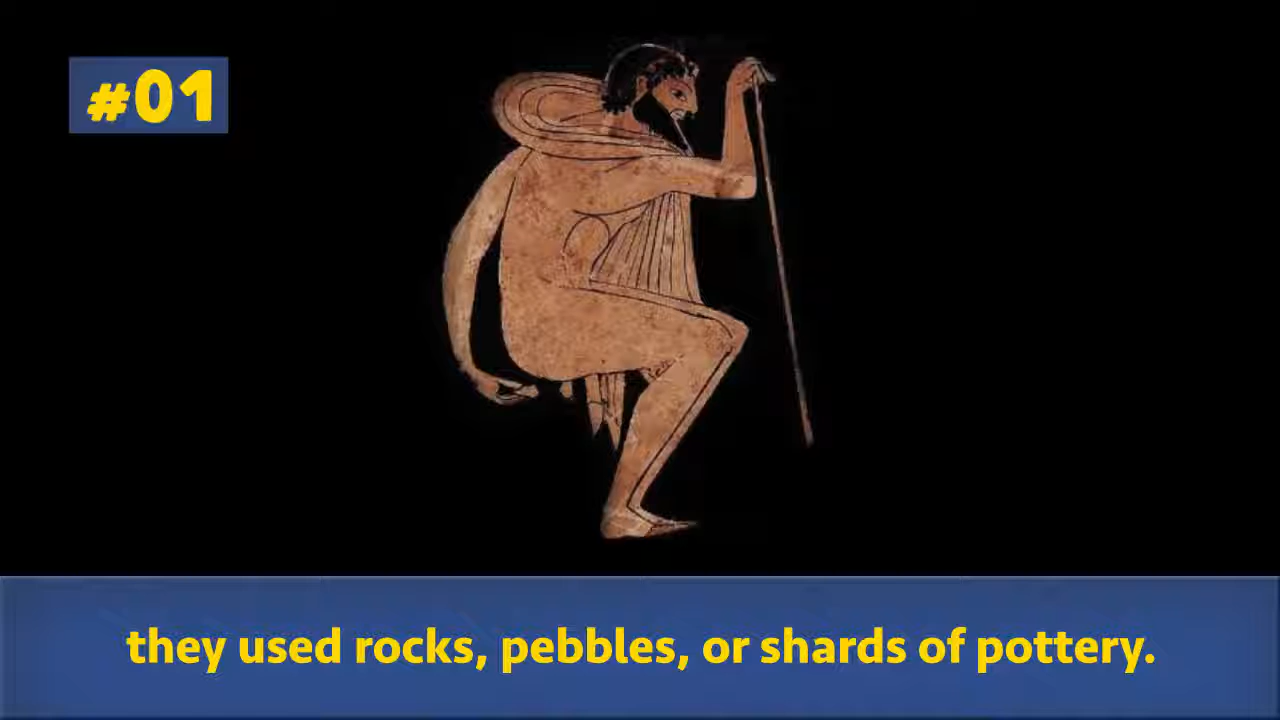 #01
they used rocks, pebbles, or shards of pottery.